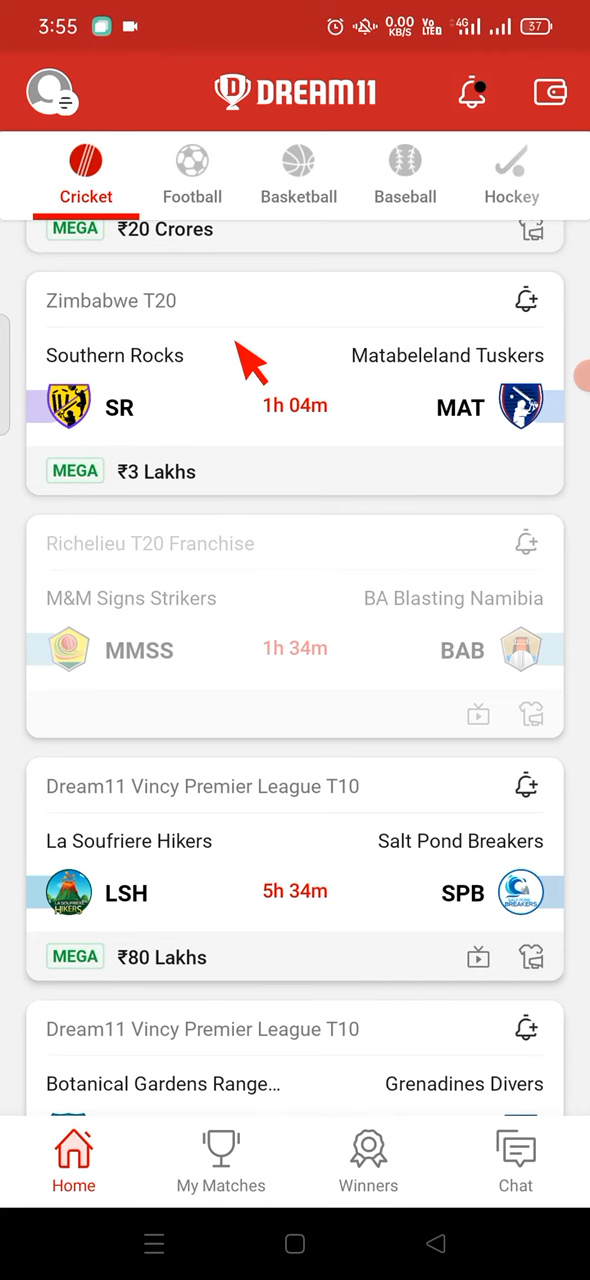 3:55
0.00 KB/S
Vo LTED
4G
37
DREAM11
Cricket Football Basketball Baseball Hockey
MEGA ₹20 Crores
Zimbabwe T20
Southern Rocks Matabeleland Tuskers
SR 1h 04m MAT
MEGA ₹3 Lakhs
Richelieu T20 Franchise
M&M Signs Strikers BA Blasting Namibia
MMSS 1h 34m BAB
Dream11 Vincy Premier League T10
La Soufriere Hikers Salt Pond Breakers
LSH 5h 34m SPB
MEGA ₹80 Lakhs
Dream11 Vincy Premier League T10
Botanical Gardens Range... Grenadines Divers
Home My Matches Winners Chat